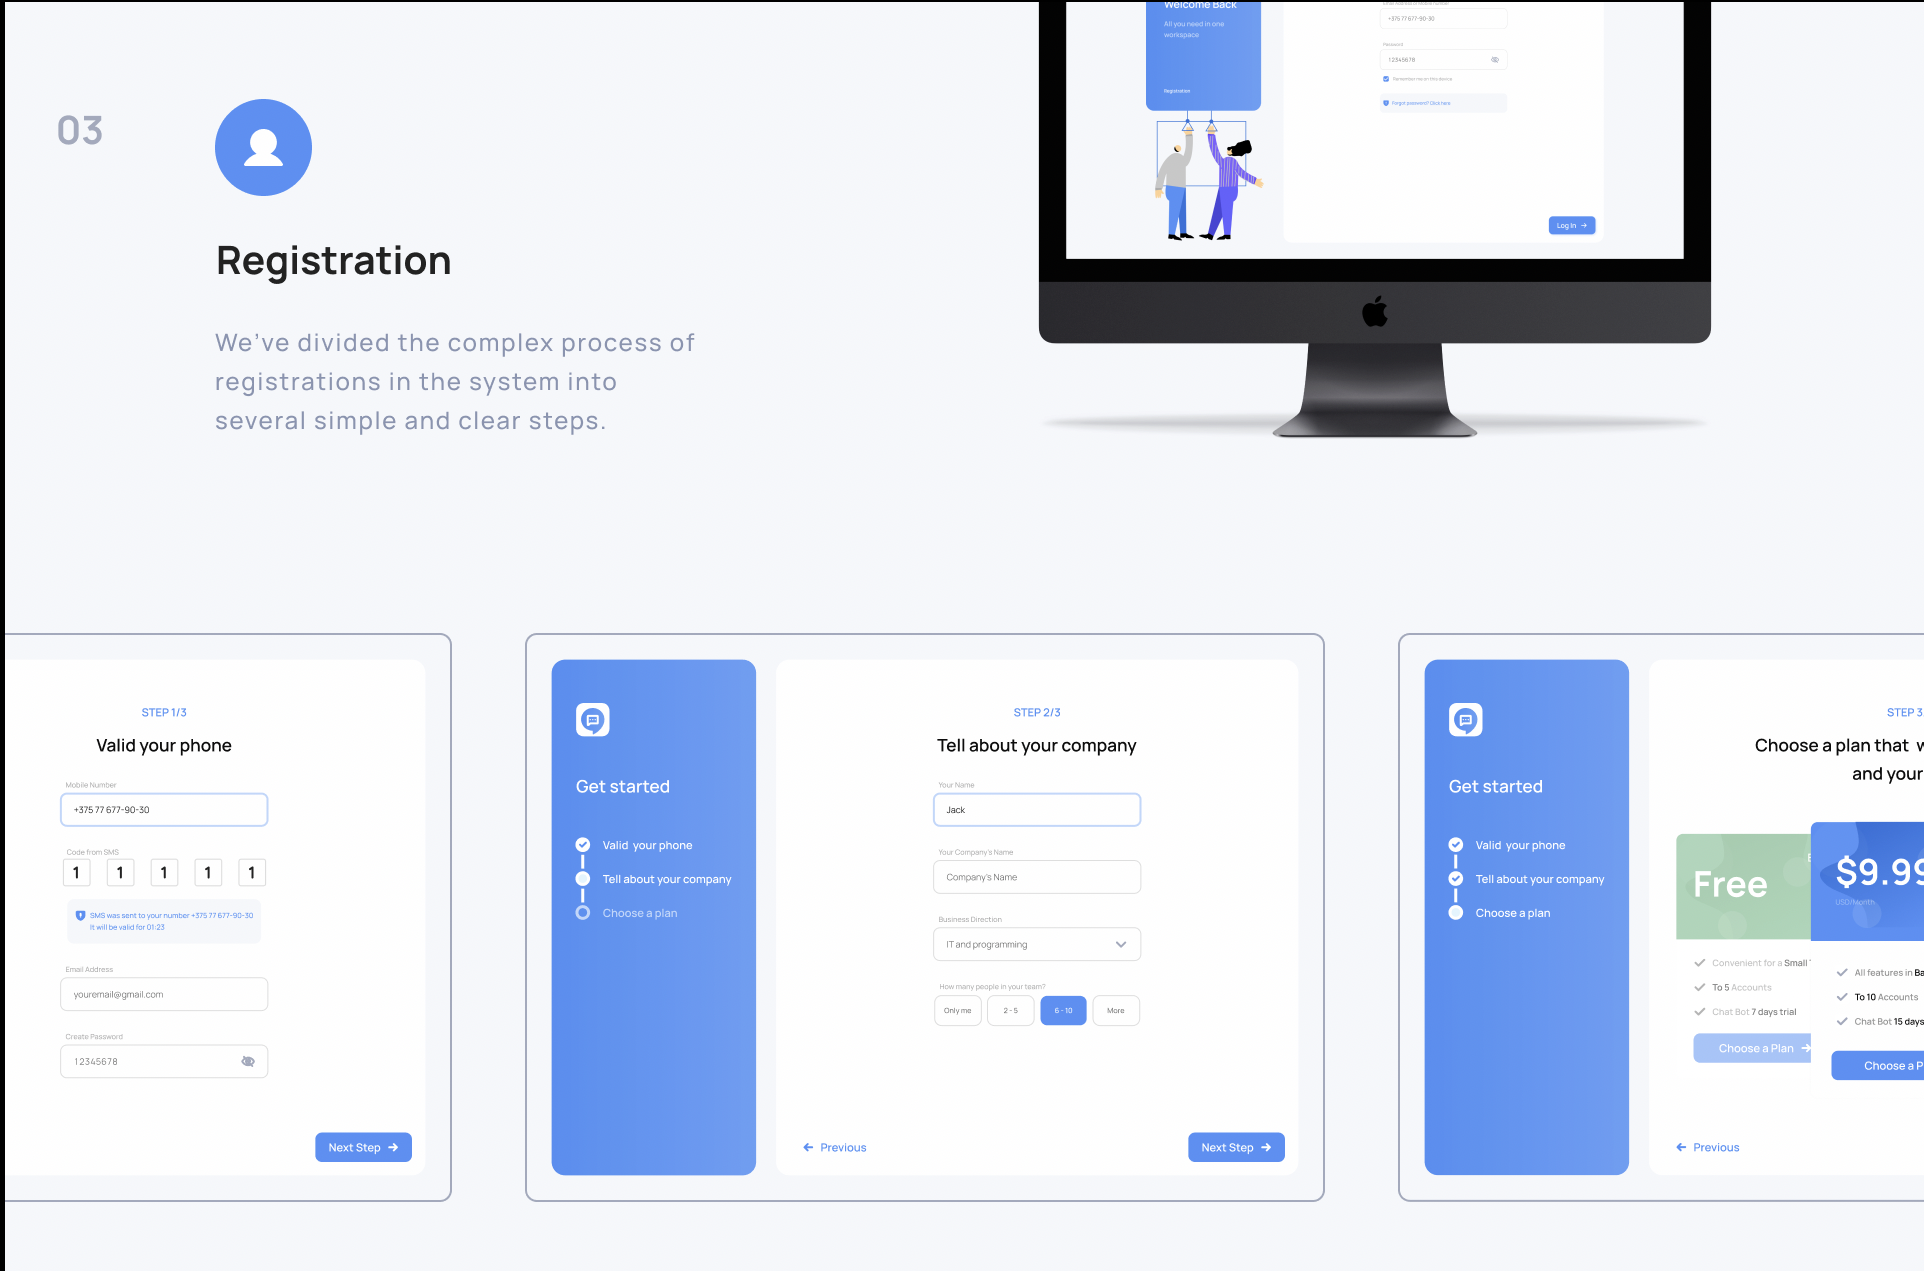 03
Registration
We've divided the complex process of
registrations in the system into
several simple and clear steps.
Welcome Back
All you need in one
workspace
Registration
+375 77 677-90-30
Password
12345678
Remember me on this device
Forgot password? Click here
Log In
STEP 1/3
Valid your phone
Mobile Number
+375 77 677-90-30
Code from SMS
1 1 1 1 1
SMS was sent to your number +375 77 677-90-30
It will be valid for 01:23
Email Address
youremail@gmail.com
Create Password
12345678
Next Step
Get started
Valid your phone
Tell about your company
Choose a plan
STEP 2/3
Tell about your company
Your Name
Jack
Your Company's Name
Company's Name
Business Direction
IT and programming
How many people in your team?
Only me
2 - 5
6 - 10
More
Previous
Next Step
Get started
Valid your phone
Tell about your company
Choose a plan
STEP 3
Choose a plan that w
and your
Free
Convenient for a Small
To 5 Accounts
Chat Bot 7 days trial
Choose a Plan
$9.99
USD/Month
All features in Ba
To 10 Accounts
Chat Bot 15 days
Choose a P
Previous